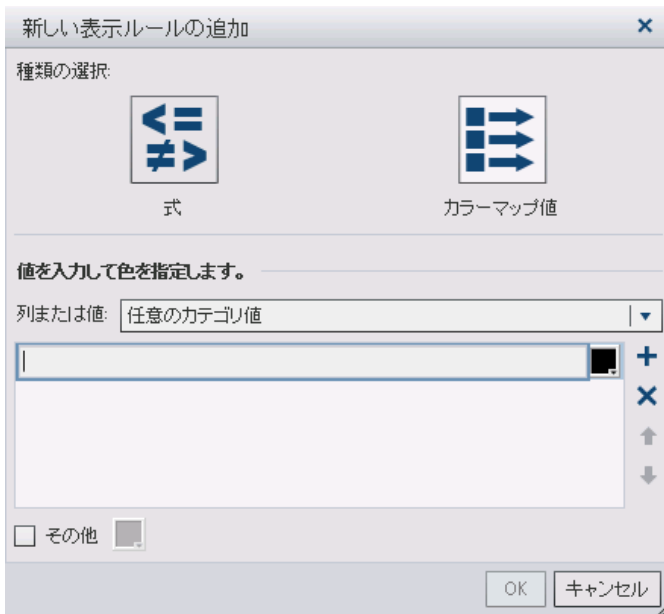 新しい表示ルールの追加
種類の選択:
式
カラーマップ値
値を入力して色を指定します。
列または値: 任意のカテゴリ値
その他
OK キャンセル